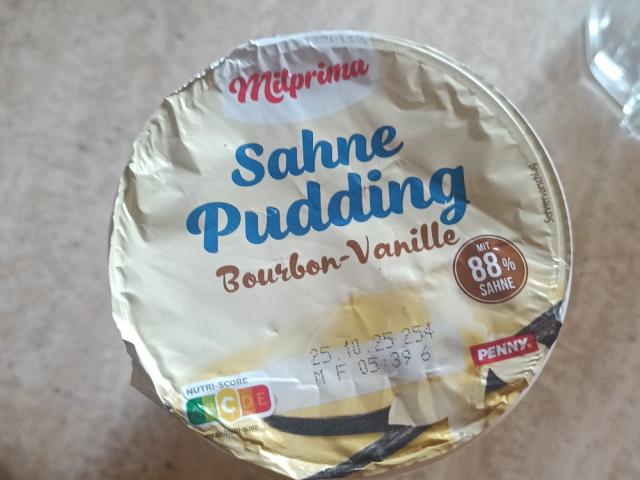 Milprima
Sahne
Pudding
Bourbon-Vanille
MIT
88%
SAHNE
25.10.25 254
M F 05:39 6
PENNY.
NUTRI-SCORE
A B C D E